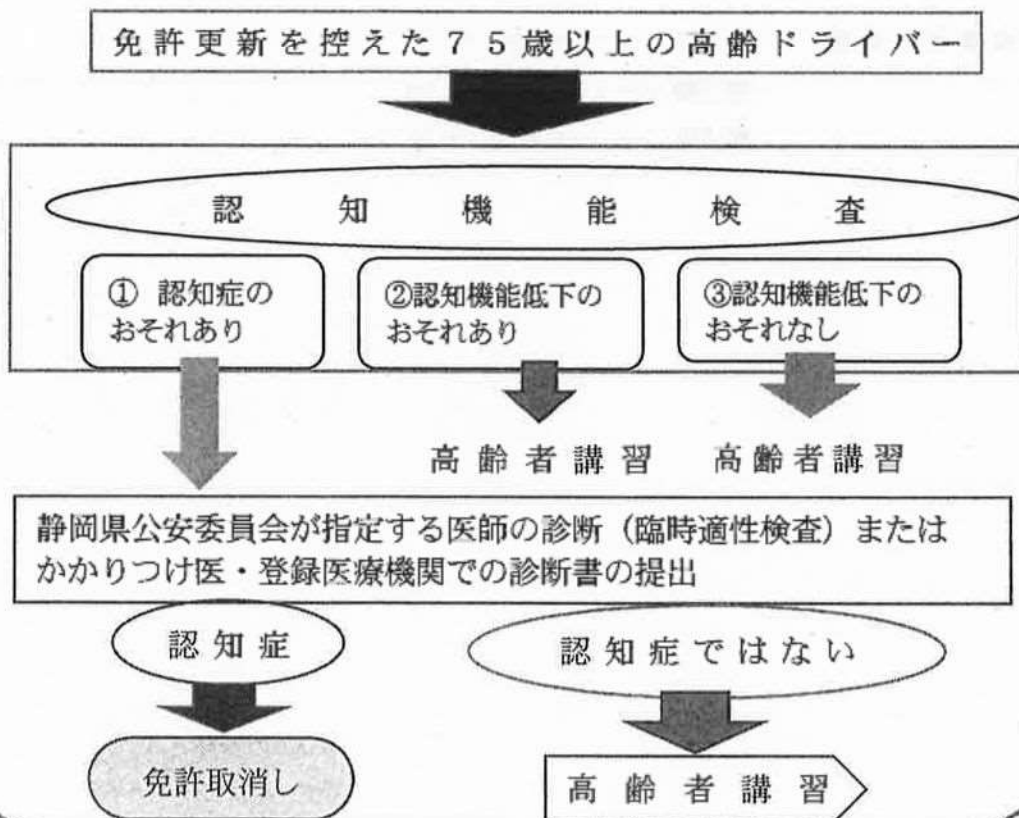 免許更新を控えた75歳以上の高齢ドライバー
認知機能検査
① 認知症の
おそれあり
②認知機能低下の
おそれあり
③認知機能低下の
おそれなし
高齢者講習
高齢者講習
静岡県公安委員会が指定する医師の診断（臨時適性検査）または
かかりつけ医・登録医療機関での診断書の提出
認知症
認知症ではない
免許取消し
高齢者講習